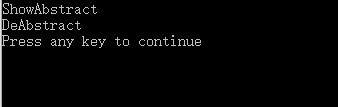 ShowAbstract
DeAbstract
Press any key to continue